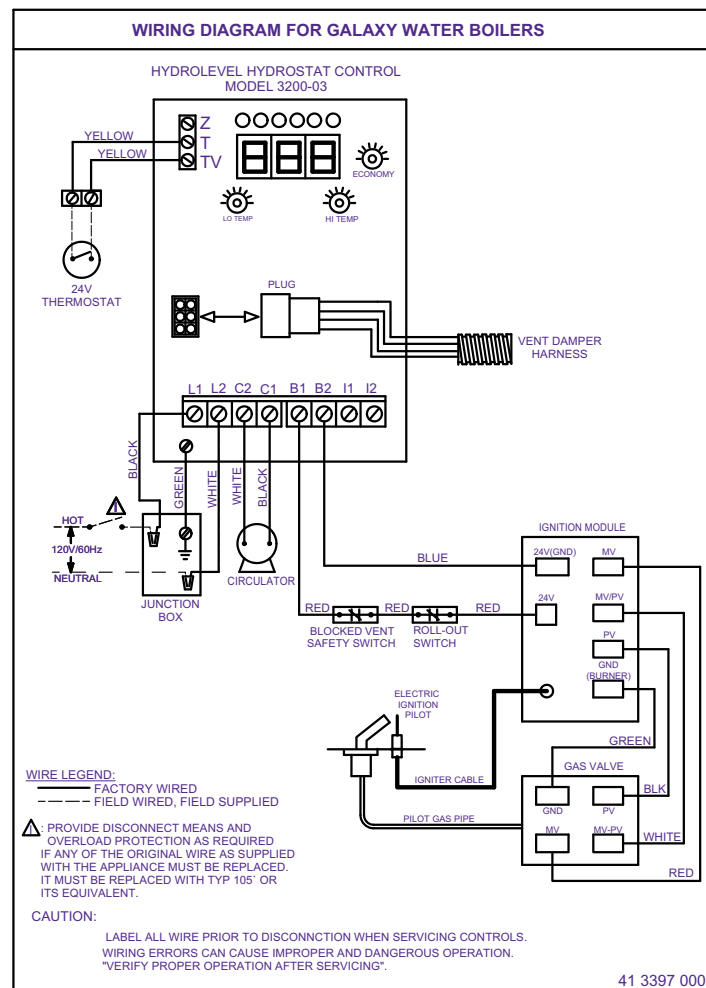 WIRING DIAGRAM FOR GALAXY WATER BOILERS
HYDROLEVEL HYDROSTAT CONTROL
MODEL 3200-03
Z
T
TV
YELLOW
YELLOW
ECONOMY
LO TEMP
HI TEMP
24V
THERMOSTAT
PLUG
VENT DAMPER
HARNESS
L1 L2 C2 C1 B1 B2 I1 I2
BLACK
GREEN
WHITE
WHITE
BLACK
HOT
120V/60Hz
NEUTRAL
JUNCTION
BOX
CIRCULATOR
BLUE
RED
RED
RED
BLOCKED VENT
SAFETY SWITCH
ROLL-OUT
SWITCH
IGNITION MODULE
24V(GND)
MV
24V
MV/PV
PV
GND
(BURNER)
ELECTRIC
IGNITION
PILOT
IGNITER CABLE
PILOT GAS PIPE
GREEN
GAS VALVE
GND
PV
MV
MV-PV
BLK
WHITE
RED
WIRE LEGEND:
FACTORY WIRED
FIELD WIRED, FIELD SUPPLIED
: PROVIDE DISCONNECT MEANS AND
OVERLOAD PROTECTION AS REQUIRED
IF ANY OF THE ORIGINAL WIRE AS SUPPLIED
WITH THE APPLIANCE MUST BE REPLACED.
IT MUST BE REPLACED WITH TYP 105` OR
ITS EQUIVALENT.
CAUTION:
LABEL ALL WIRE PRIOR TO DISCONNCTION WHEN SERVICING CONTROLS.
WIRING ERRORS CAN CAUSE IMPROPER AND DANGEROUS OPERATION.
"VERIFY PROPER OPERATION AFTER SERVICING".
41 3397 000